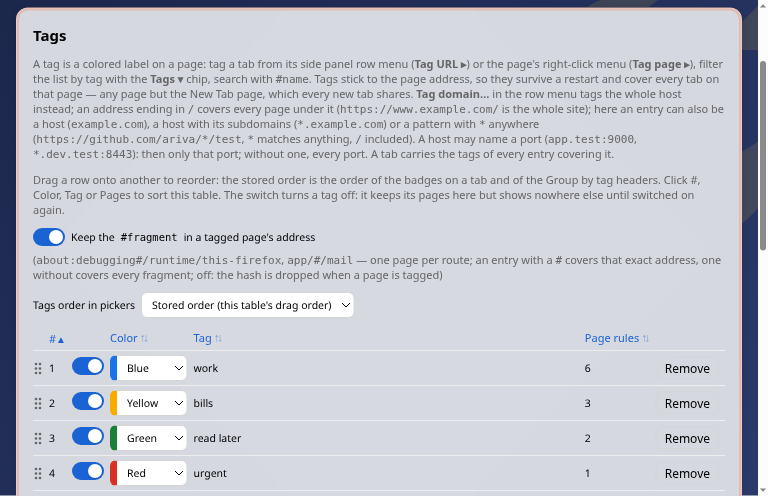 Tags
A tag is a colored label on a page: tag a tab from its side panel row menu (Tag URL ▸) or the page's right-click menu (Tag page ▸), filter
the list by tag with the Tags ▾ chip, search with #name. Tags stick to the page address, so they survive a restart and cover every tab on
that page — any page but the New Tab page, which every new tab shares. Tag domain… in the row menu tags the whole host
instead; an address ending in / covers every page under it (https://www.example.com/ is the whole site); here an entry can also be
a host (example.com), a host with its subdomains (*.example.com) or a pattern with * anywhere
(https://github.com/ariva/*/test, * matches anything, / included). A host may name a port (app.test:9000,
*.dev.test:8443): then only that port; without one, every port. A tab carries the tags of every entry covering it.
Drag a row onto another to reorder: the stored order is the order of the badges on a tab and of the Group by tag headers. Click #,
Color, Tag or Pages to sort this table. The switch turns a tag off: it keeps its pages here but shows nowhere else until switched on
again.
Keep the #fragment in a tagged page's address
(about:debugging#/runtime/this-firefox, app/#/mail — one page per route; an entry with a # covers that exact address, one
without covers every fragment; off: the hash is dropped when a page is tagged)
Tags order in pickers Stored order (this table's drag order)
# ▲ Color ↑↓ Tag ↑↓ Page rules ↑↓
1 Blue work 6 Remove
2 Yellow bills 3 Remove
3 Green read later 2 Remove
4 Red urgent 1 Remove